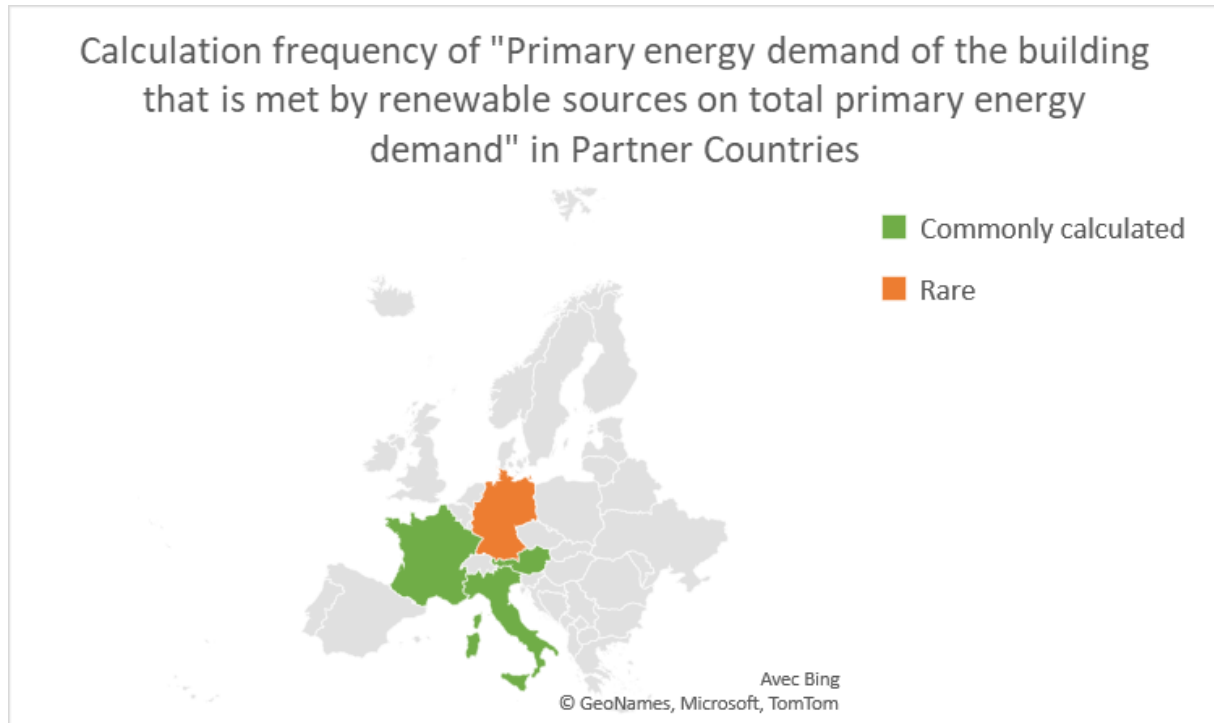 Calculation frequency of "Primary energy demand of the building
that is met by renewable sources on total primary energy
demand" in Partner Countries
Commonly calculated
Rare
Avec Bing
© GeoNames, Microsoft, TomTom